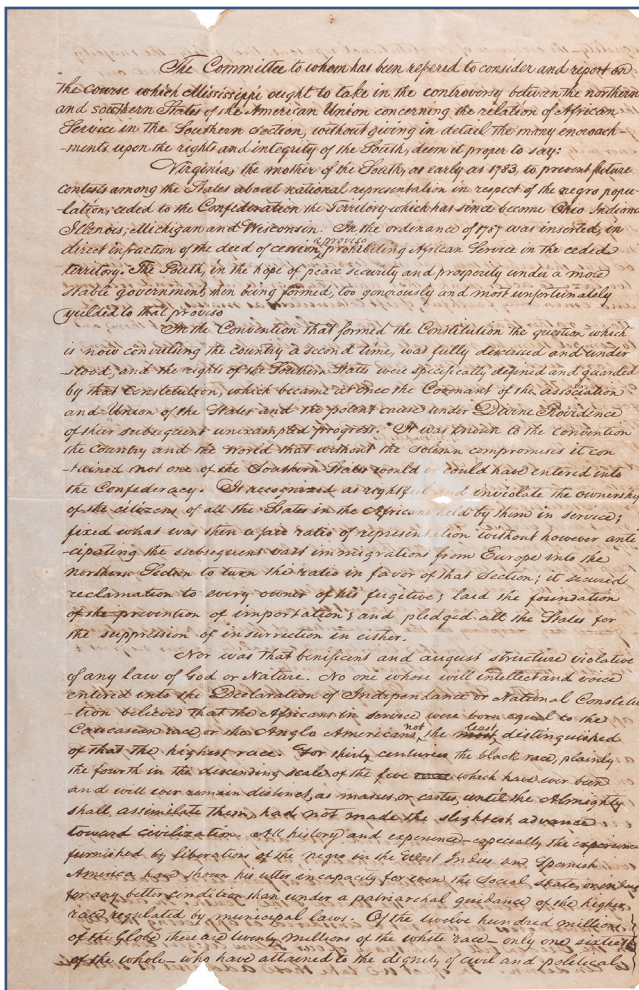 The Committee to whom has been refered to consider and report on
the course which Mississippi ought to take in the controversy between the northern
and southern States of the American Union concerning the relation of African
Service in the Southern section, without giving in detail the many encroach-
-ments upon the rights and integrity of the South, deem it proper to say:
Virginia, the mother of the South, as early as 1783, to prevent future
contests among the States about national representation in respect of the negro popu-
-lation, ceded to the Confederation the Territory which has since become Ohio Indiana
Illinois, Michigan and Wisconsin. In the ordinance of 1787 was inserted, in
direct infraction of the deed of cession, a proviso prohibiting African Service in the ceded
territory. The South, in the hope of peace security and prosperity under a more
stable government, then being formed, too generously and most unfortunately
yielded to that proviso
In the Convention that formed the Constitution the question which
is now convulsing the country a second time, was fully discussed and under
stood, and the rights of the Southern States were specifically defined and guarded
by that Constitution, which became at once the Covenant of the association
and Union of the States and the potent cause under Divine Providence
of their subsequent unexampled progress. It was known to the convention
the Country and the world that without the solemn compromises it con
-tained not one of the Southern States would or could have entered into
the Confederacy. It recognized as rightful and inviolate the ownership
of the citizens of all the States in the Africans held by them in service;
fixed what was then a fair ratio of representation without however anti
-cipating the subsequent vast immigrations from Europe into the
northern Section to turn the ratio in favor of that Section; it secured
reclamation to every owner of his fugitive; laid the foundation
of the prevention of importation; and pledged all the States for
the suppression of insurrection in either.
Nor was that benificent and august structure violative
of any law of God or Nature. No one whose will intellect and voice
entered into the Declaration of Independance or National Constitu
-tion believed that the Africans in service were born equal to the
Caucasian race or the Anglo Americans, not the least distinguished
of that the highest race. For thirty centuries the black race, plainly
the fourth in the descending scale of the five which have ever been
and will ever remain distinct, as masses or castes, until the Almighty
shall assimilate them, had not made the slightest advance
toward civilization. All history and experience – especially the experience
furnished by liberations of the negro in the West Indies and Spanish
America have shown his utter incapacity for even the social state, or
for any better condition than under a patriarchal guidance of the higher
race regulated by municipal laws. Of the twelve hundred millions
of the Globe there are twenty millions of the white race – only one sixtieth
of the whole – who have attained to the dignity of civil and political